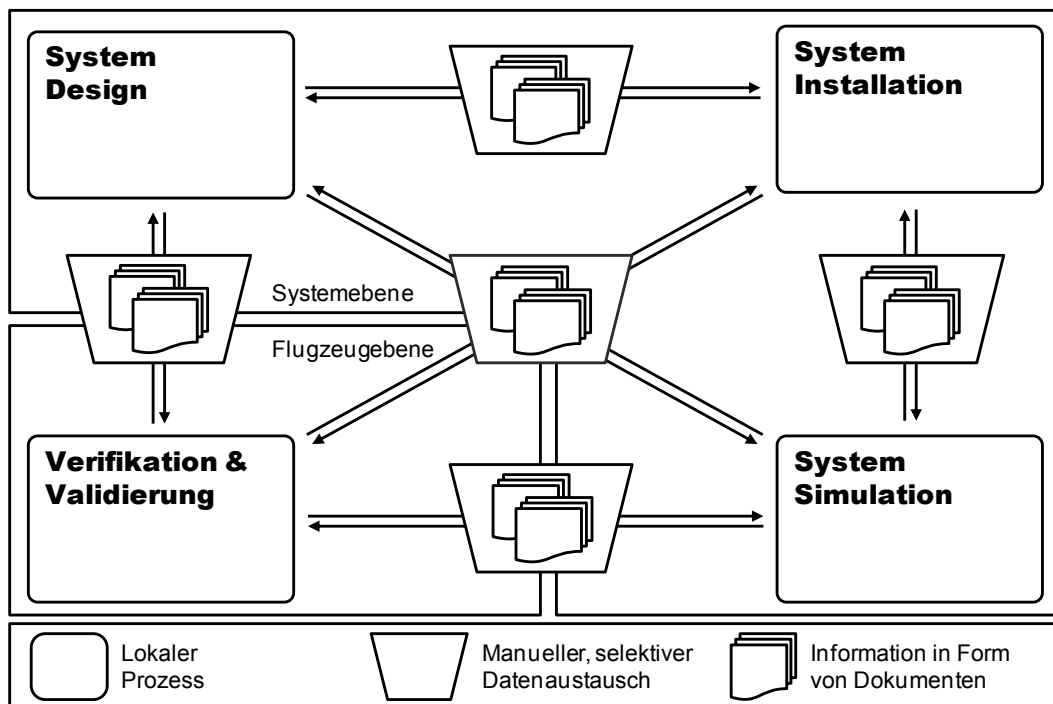 System
Design
System
Installation
Systemebene
Flugzeugebene
Verifikation &
Validierung
System
Simulation
Lokaler
Prozess
Manueller, selektiver
Datenaustausch
Information in Form
von Dokumenten